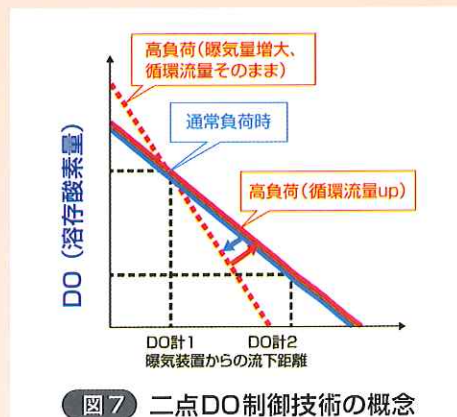 高負荷（曝気量増大、
循環流量そのまま）
通常負荷時
高負荷（循環流量up）
DO（溶存酸素量）
DO計1
DO計2
曝気装置からの流下距離
図7 二点DO制御技術の概念